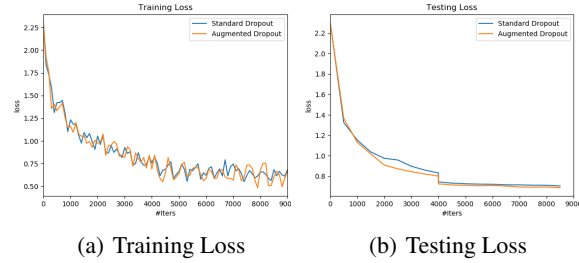 Training Loss
Standard Dropout
Augmented Dropout
loss
2.25
2.00
1.75
1.50
1.25
1.00
0.75
0.50
0 1000 2000 3000 4000 5000 6000 7000 8000 900
#Iters
(a) Training Loss
Testing Loss
Standard Dropout
Augmented Dropout
loss
2.2
2.0
1.8
1.6
1.4
1.2
1.0
0.8
0 1000 2000 3000 4000 5000 6000 7000 8000 900
#Iters
(b) Testing Loss